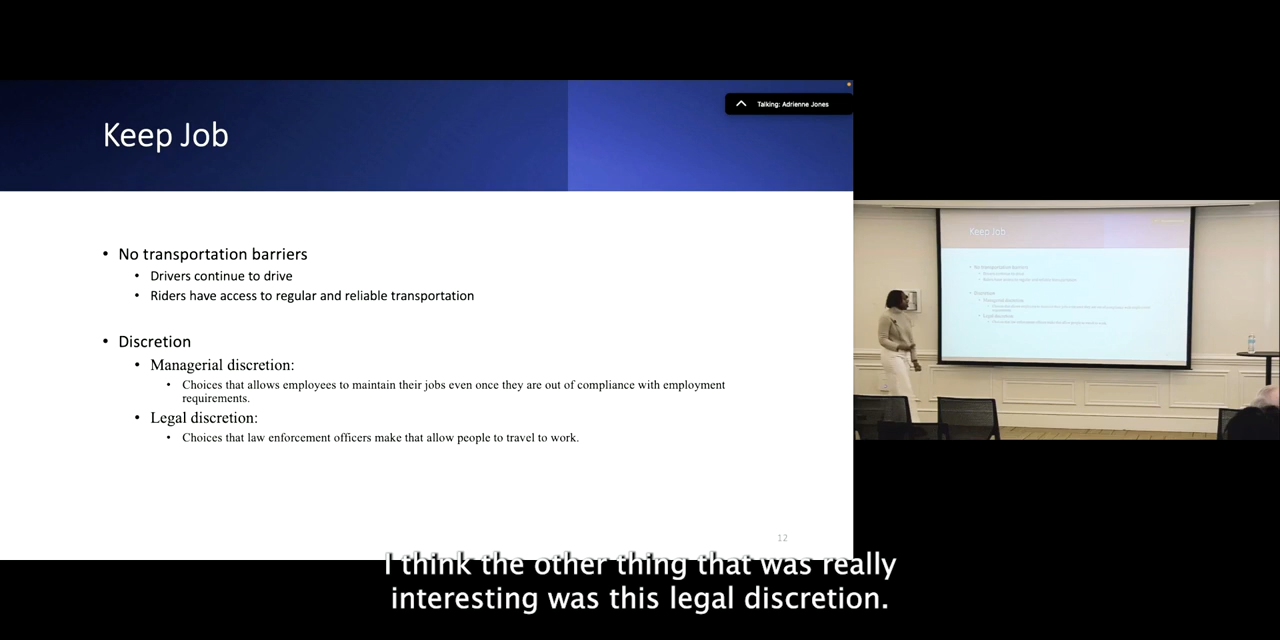 Talking: Adrienne Jones
Keep Job
• No transportation barriers
• Drivers continue to drive
• Riders have access to regular and reliable transportation
• Discretion
• Managerial discretion:
• Choices that allows employees to maintain their jobs even once they are out of compliance with employment
requirements.
• Legal discretion:
• Choices that law enforcement officers make that allow people to travel to work.
12
Keep Job
I think the other thing that was really
interesting was this legal discretion.